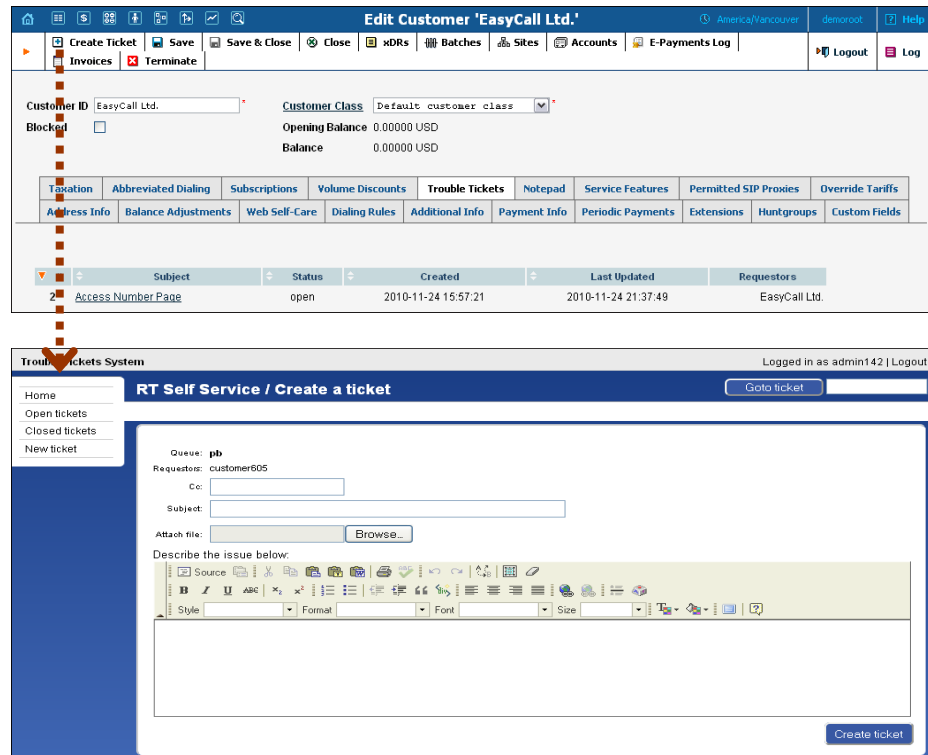 Edit Customer 'EasyCall Ltd.' America/Vancouver demoroot ? Help
Create Ticket Save Save & Close Close xDRs Batches Sites Accounts E-Payments Log Logout Log
Invoices Terminate
Customer ID EasyCall Ltd. * Customer Class Default customer class *
Blocked Opening Balance 0.00000 USD
Balance 0.00000 USD
Taxation Abbreviated Dialing Subscriptions Volume Discounts Trouble Tickets Notepad Service Features Permitted SIP Proxies Override Tariffs
Address Info Balance Adjustments Web Self-Care Dialing Rules Additional Info Payment Info Periodic Payments Extensions Huntgroups Custom Fields
Subject Status Created Last Updated Requestors
2 Access Number Page open 2010-11-24 15:57:21 2010-11-24 21:37:49 EasyCall Ltd.
Trouble Tickets System Logged in as admin142 | Logout
Home RT Self Service / Create a ticket Goto ticket
Open tickets
Closed tickets
New ticket
Queue: pb
Requestors: customer605
Cc:
Subject:
Attach file: Browse...
Describe the issue below:
Source
B I U ABC x₂ x²
Style Format Font Size
Create ticket